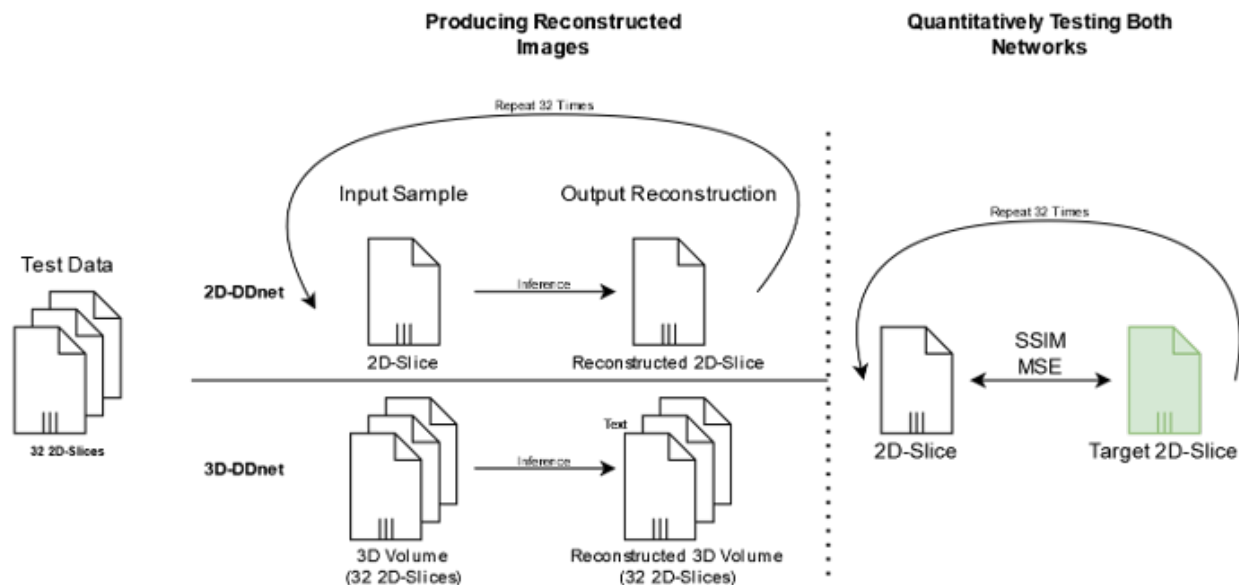 Producing Reconstructed
Images
Quantitatively Testing Both
Networks
Repeat 32 Times
Input Sample
Output Reconstruction
Repeat 32 Times
Test Data
2D-DDnet
Inference
SSIM
MSE
2D-Slice
Reconstructed 2D-Slice
Text
32 2D-Slices
2D-Slice
Target 2D-Slice
3D-DDnet
Inference
3D Volume
(32 2D-Slices)
Reconstructed 3D Volume
(32 2D-Slices)